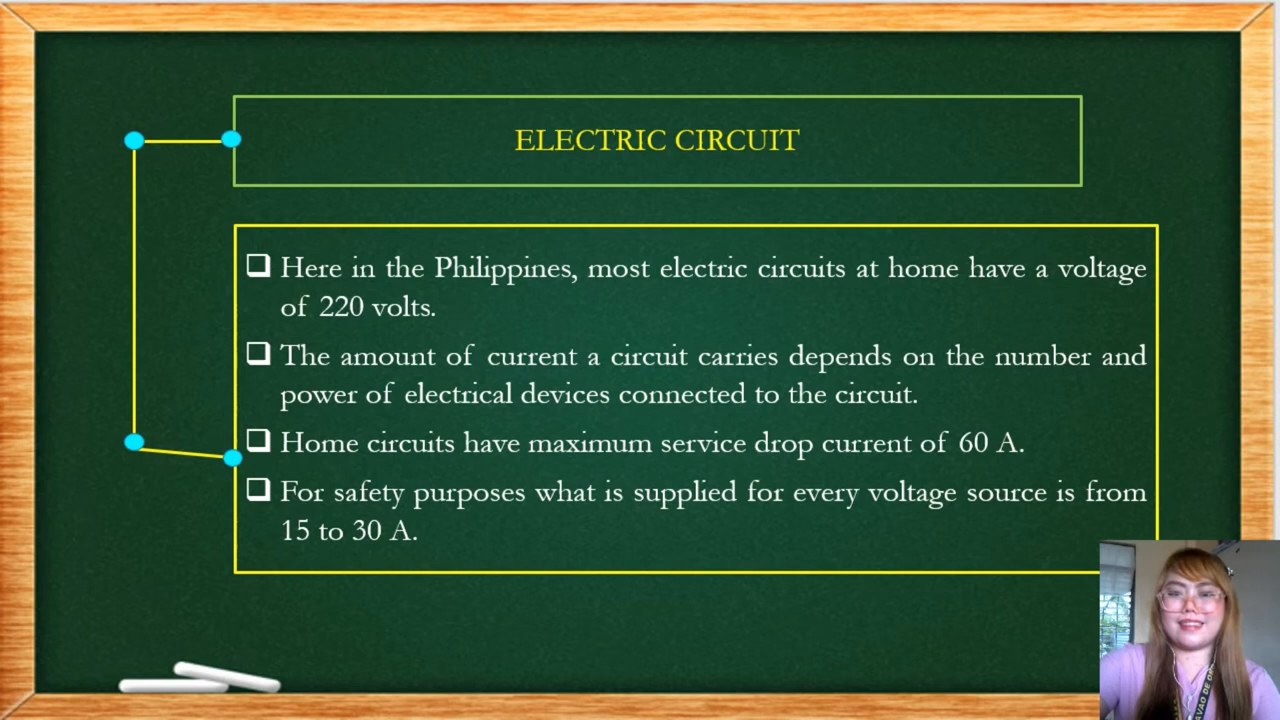 ELECTRIC CIRCUIT
❑ Here in the Philippines, most electric circuits at home have a voltage
of 220 volts.
❑ The amount of current a circuit carries depends on the number and
power of electrical devices connected to the circuit.
❑ Home circuits have maximum service drop current of 60 A.
❑ For safety purposes what is supplied for every voltage source is from
15 to 30 A.